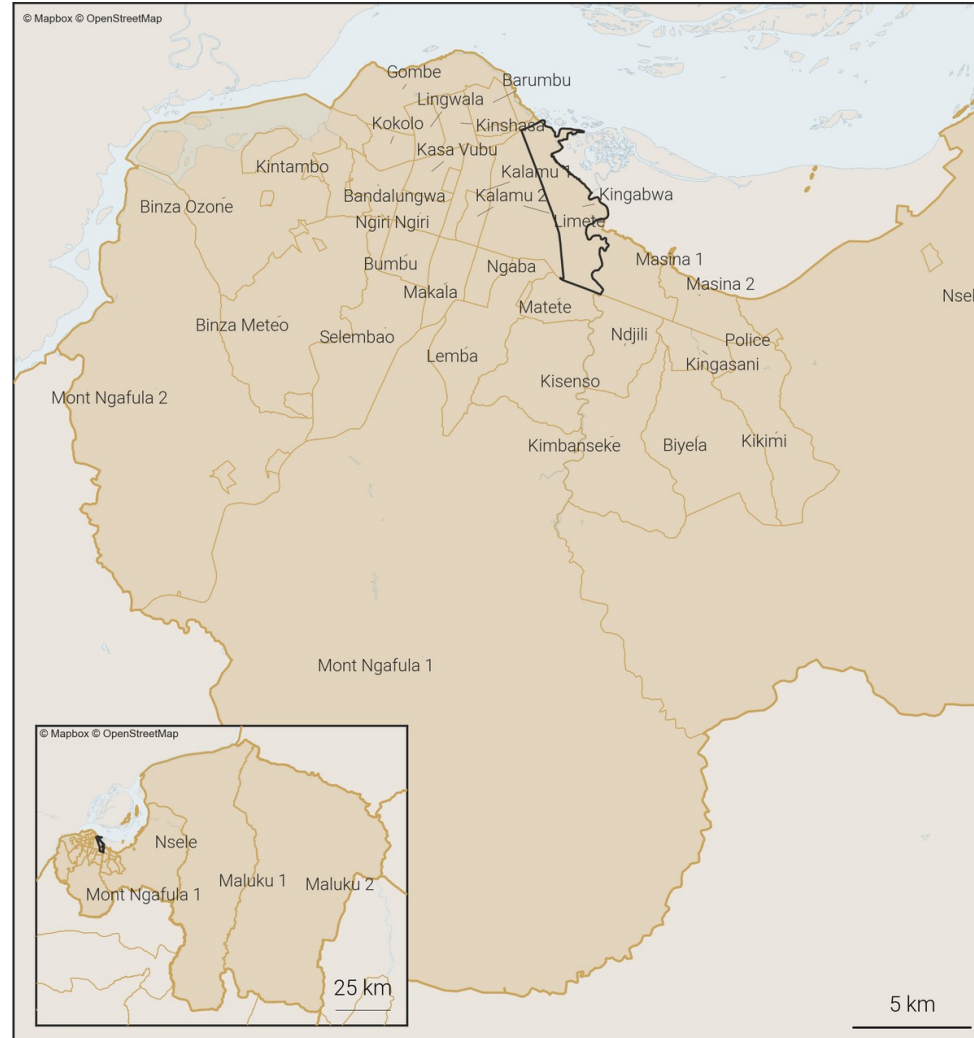 © Mapbox © OpenStreetMap
Gombe
Barumbu
Lingwala
Kokolo
Kinshasa
Kasa Vubu
Kintambo
Kalamu 1
Bandalungwa
Kalamu 2
Kingabwa
Binza Ozone
Ngiri Ngiri
Limete
Bumbu
Ngaba
Masina 1
Makala
Masina 2
Nsel
Matete
Binza Meteo
Selembao
Ndjili
Police
Lemba
Kingasani
Kisenso
Mont Ngafula 2
Kimbanseke
Biyela
Kikimi
Mont Ngafula 1
© Mapbox © OpenStreetMap
Nsele
Maluku 1
Maluku 2
Mont Ngafula 1
25 km
5 km